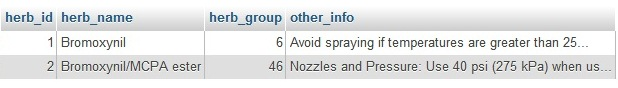 herb_id herb_name herb_group other_info
1 Bromoxynil 6 Avoid spraying if temperatures are greater than 25...
2 Bromoxynil/MCPA ester 46 Nozzles and Pressure: Use 40 psi (275 kPa) when us...